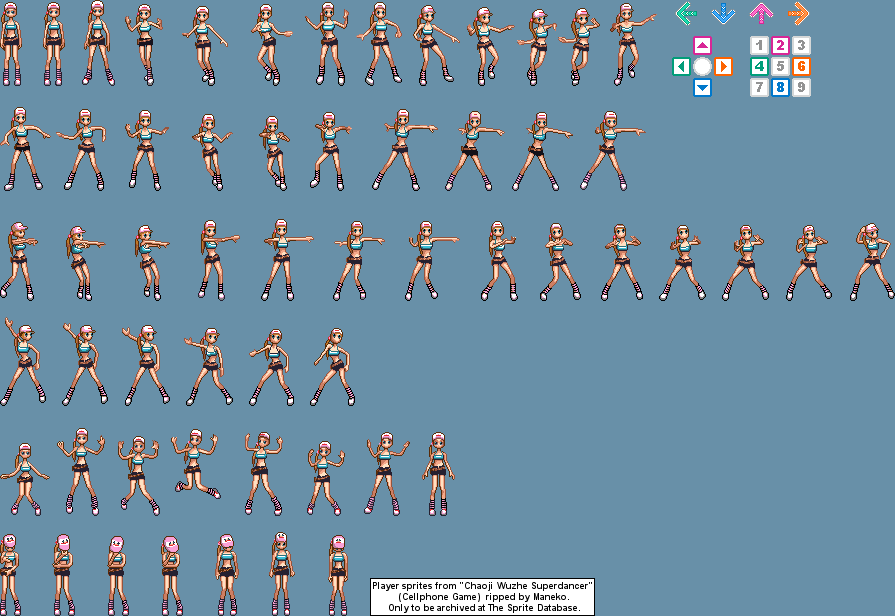 1 2 3
4 5 6
7 8 9
Player sprites from "Chaoji Wuzhe Superdancer"
(Cellphone Game) ripped by Maneko.
Only to be archived at The Sprite Database.